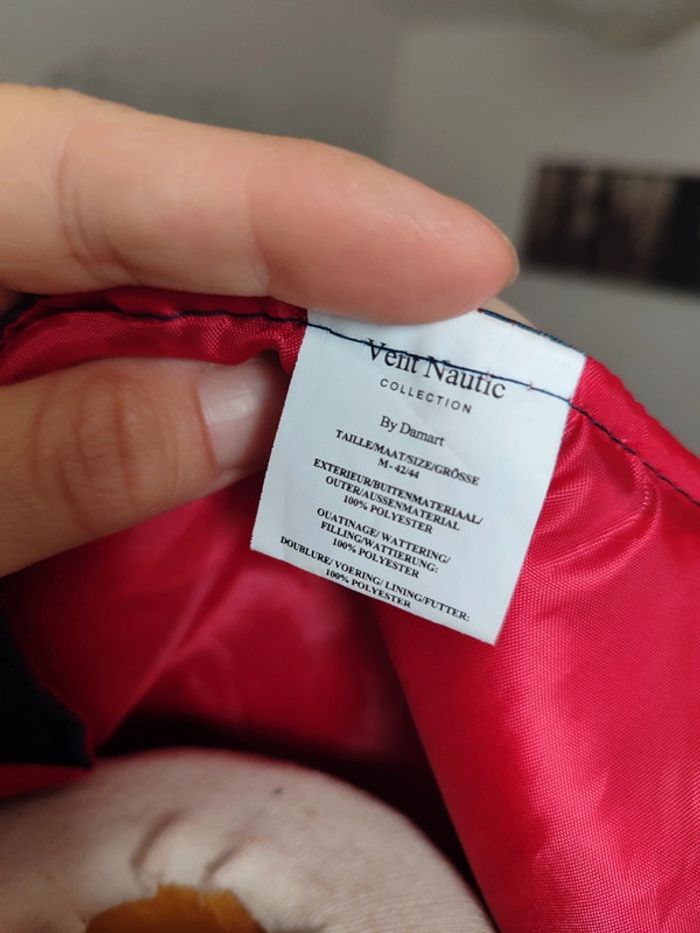 Vent Nautic
COLLECTION
By Damart
TAILLE/MAAT/SIZE/GRÖSSE
M - 42/44
EXTERIEUR/BUITENMATERIAAL/
OUTER/AUSSENMATERIAL
100% POLYESTER
OUATINAGE/ WATTERING/
FILLING/WATTIERUNG:
100% POLYESTER
DOUBLURE/ VOERING/ LINING/FUTTER:
100% POLYESTER